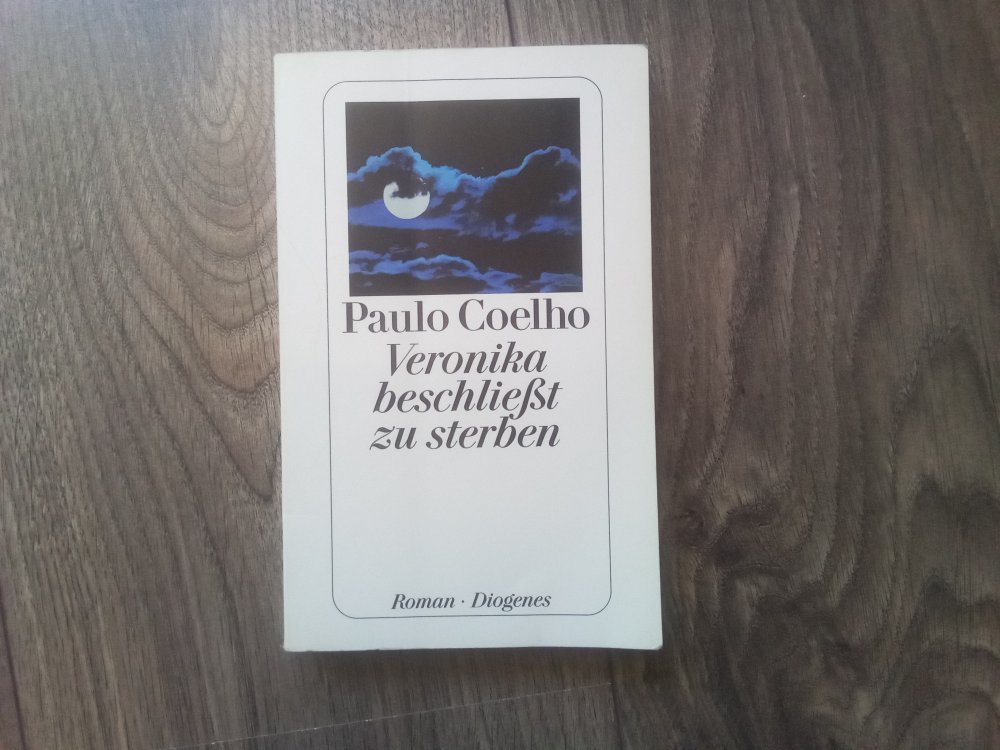 Paulo Coelho
Veronika
beschließt
zu sterben
Roman · Diogenes